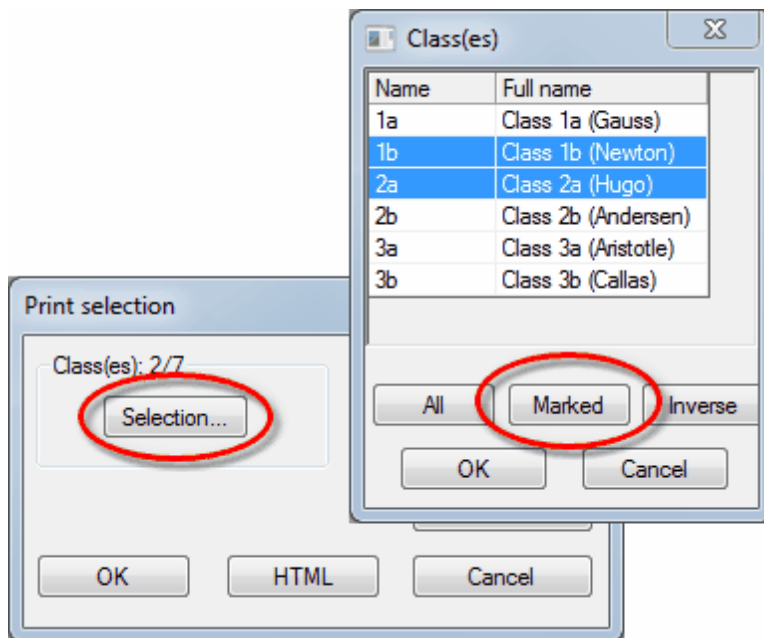 Class(es)
Name Full name
1a Class 1a (Gauss)
1b Class 1b (Newton)
2a Class 2a (Hugo)
2b Class 2b (Andersen)
3a Class 3a (Aristotle)
3b Class 3b (Callas)
All Marked Inverse
OK Cancel
Print selection
Class(es): 2/7
Selection...
OK HTML Cancel